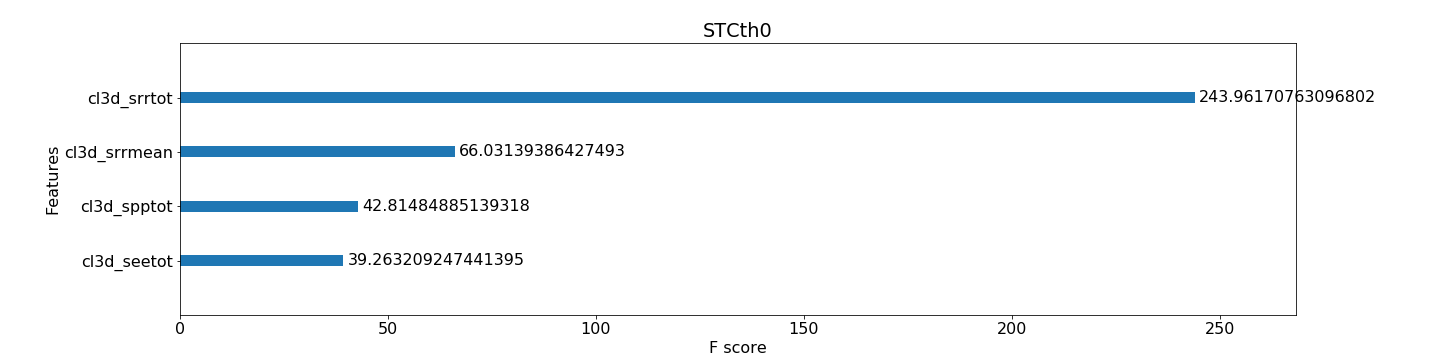 STCth0
cl3d_srrtot
243.96170763096802
cl3d_srrmean
66.03139386427493
cl3d_spptot
42.81484885139318
cl3d_seetot
39.263209247441395
Features
0 50 100 150 200 250
F score